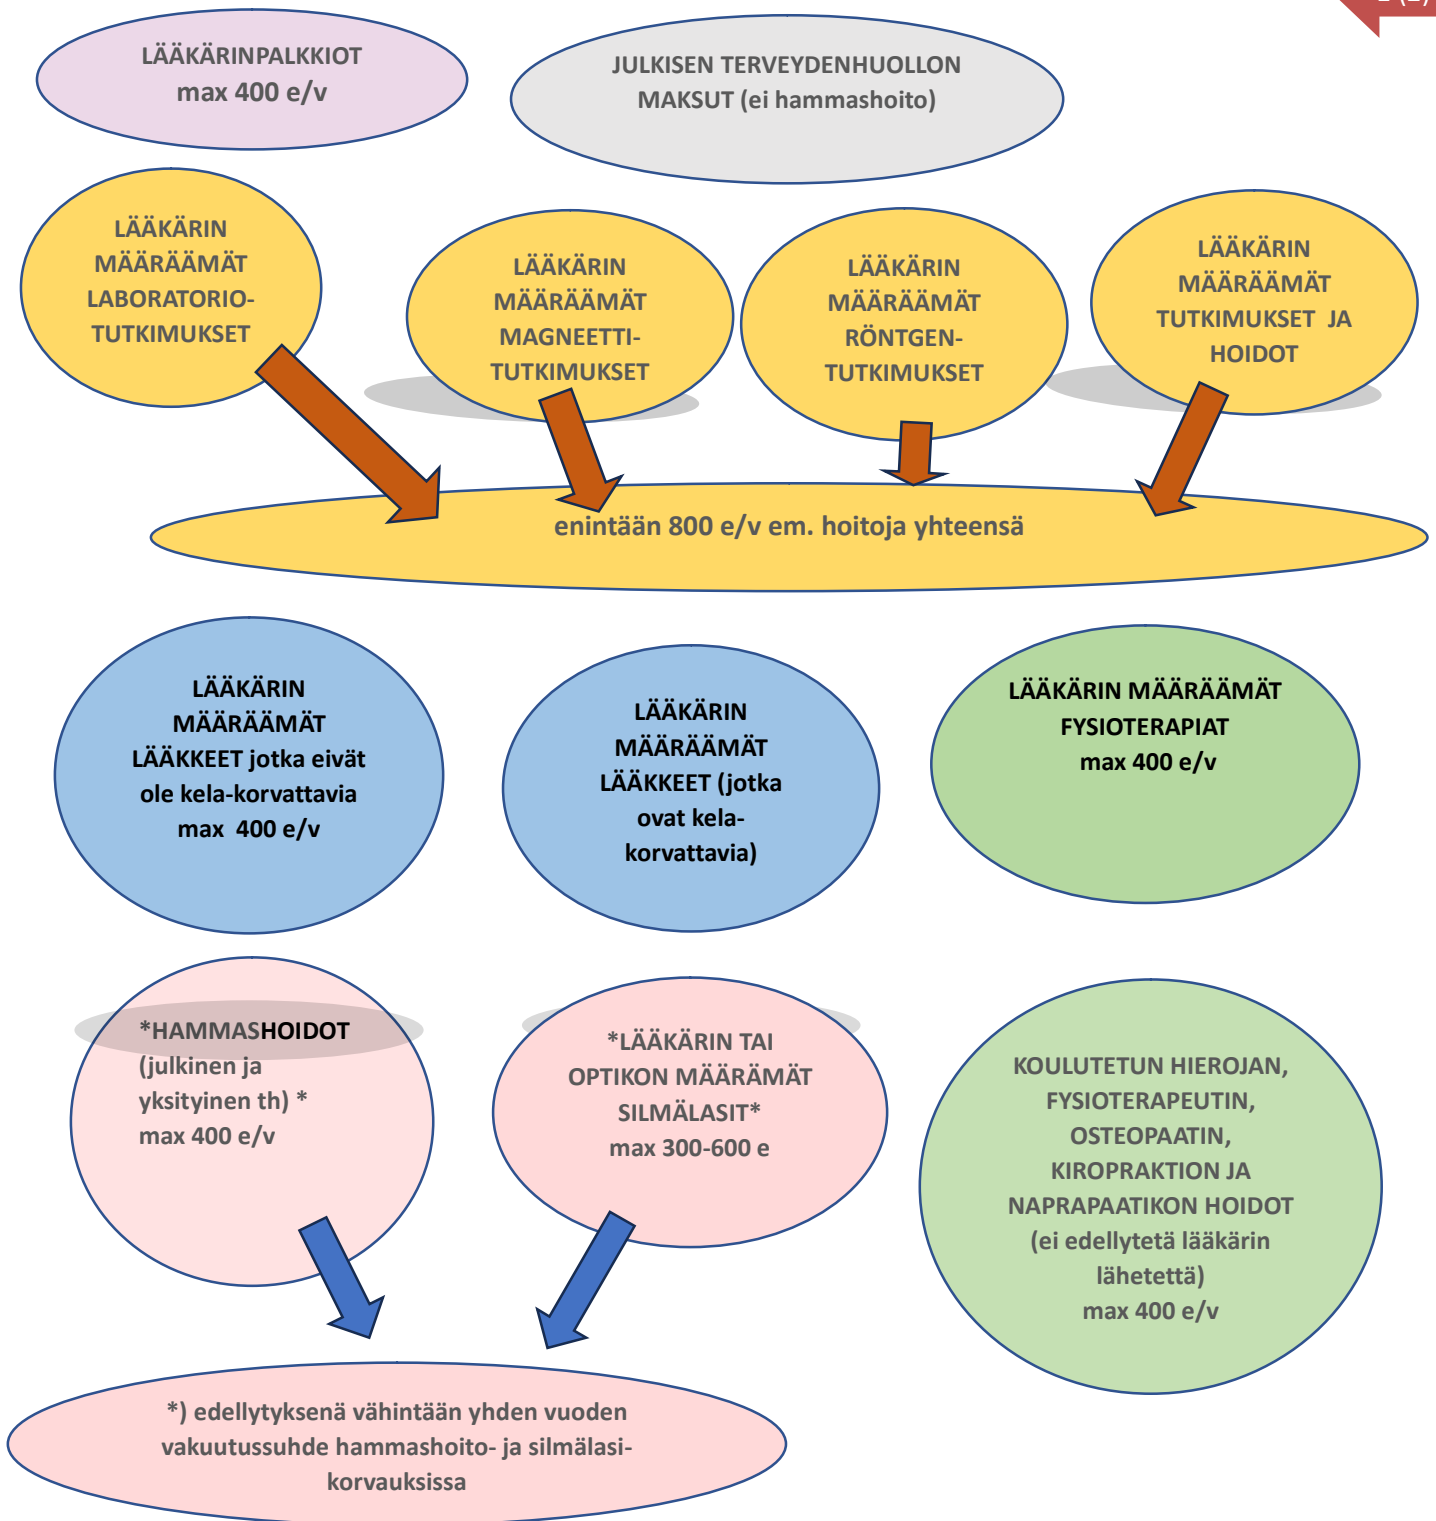 LÄÄKÄRINPALKKIOT
max 400 e/v
JULKISEN TERVEYDENHUOLLON
MAKSUT (ei hammashoito)
LÄÄKÄRIN
MÄÄRÄÄMÄT
LABORATORIO-
TUTKIMUKSET
LÄÄKÄRIN
MÄÄRÄÄMÄT
MAGNEETTI-
TUTKIMUKSET
LÄÄKÄRIN
MÄÄRÄÄMÄT
RÖNTGEN-
TUTKIMUKSET
LÄÄKÄRIN
MÄÄRÄÄMÄT
TUTKIMUKSET JA
HOIDOT
enintään 800 e/v em. hoitoja yhteensä
LÄÄKÄRIN
MÄÄRÄÄMÄT
LÄÄKKEET jotka eivät
ole kela-korvattavia
max 400 e/v
LÄÄKÄRIN
MÄÄRÄÄMÄT
LÄÄKKEET (jotka
ovat kela-
korvattavia)
LÄÄKÄRIN MÄÄRÄÄMÄT
FYSIOTERAPIAT
max 400 e/v
*HAMMASHOIDOT
(julkinen ja
yksityinen th) *
max 400 e/v
*LÄÄKÄRIN TAI
OPTIKON MÄÄRÄMÄT
SILMÄLASIT*
max 300-600 e
KOULUTETUN HIEROJAN,
FYSIOTERAPEUTIN,
OSTEOPAATIN,
KIROPRAKTION JA
NAPRAPAATIKON HOIDOT
(ei edellytetä lääkärin
lähetettä)
max 400 e/v
*) edellytyksenä vähintään yhden vuoden
vakuutussuhde hammashoito- ja silmälasi-
korvauksissa